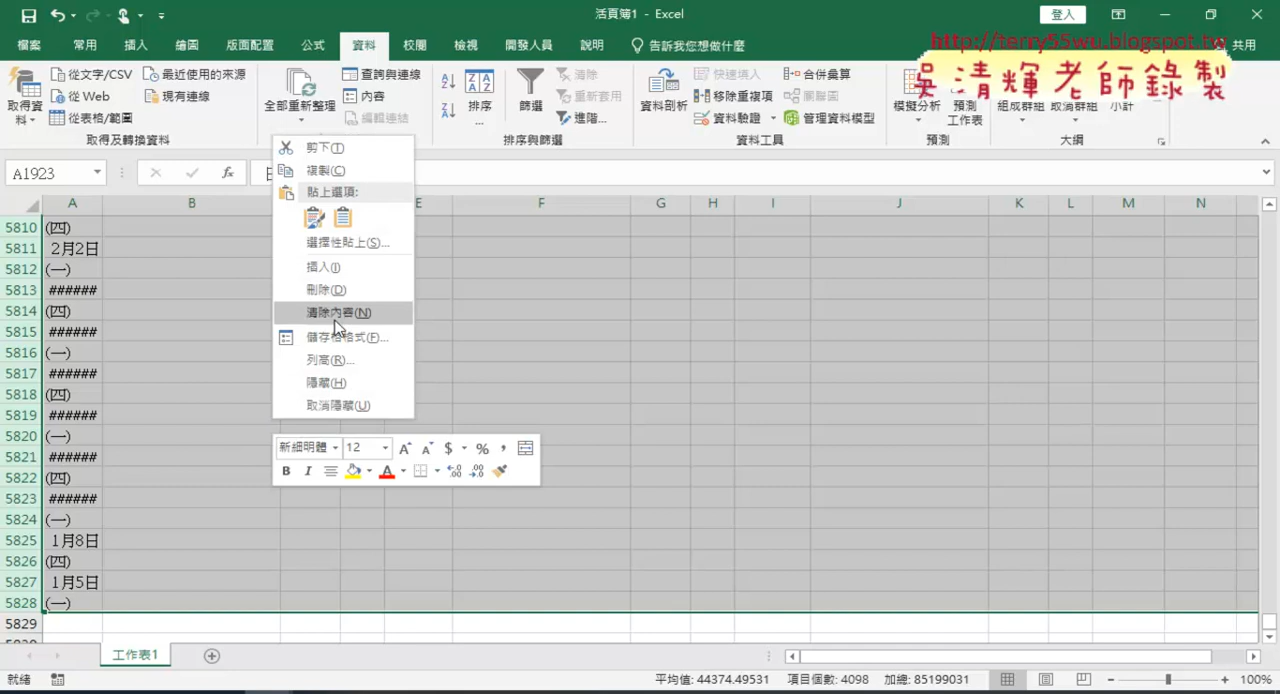 活頁簿1 - Excel
登入
http://terry55wu.blogspot.tw
檔案 常用 插入 繪圖 版面配置 公式 資料 校閱 檢視 開發人員 說明 告訴我您想做什麼 共用
吳清輝老師錄製
取得資料 從文字/CSV 最近使用的來源
從 Web 現有連線
從表格/範圍
取得及轉換資料
全部重新整理 查詢與連線
內容
編輯連結
排序... 篩選 清除
重新套用
進階...
排序與篩選
資料剖析 快速填入 合併彙算
移除重複項 關聯圖
資料驗證 管理資料模型
資料工具
模擬分析 預測工作表
預測
組成群組 取消群組 小計
大綱
A1923 fx
A B E F G H I J K L M N
5810 (四)
5811 2月2日
5812 (一)
5813 ######
5814 (四)
5815 ######
5816 (一)
5817 ######
5818 (四)
5819 ######
5820 (一)
5821 ######
5822 (四)
5823 ######
5824 (一)
5825 1月8日
5826 (四)
5827 1月5日
5828 (一)
5829
剪下(T)
複製(C)
貼上選項:
選擇性貼上(S)...
插入(I)
刪除(D)
清除內容(N)
儲存格格式(F)...
列高(R)...
隱藏(H)
取消隱藏(U)
新細明體 12 A A $ % ,
B I A
工作表1
就緒 平均值: 44374.49531 項目個數: 4098 加總: 85199031 100%